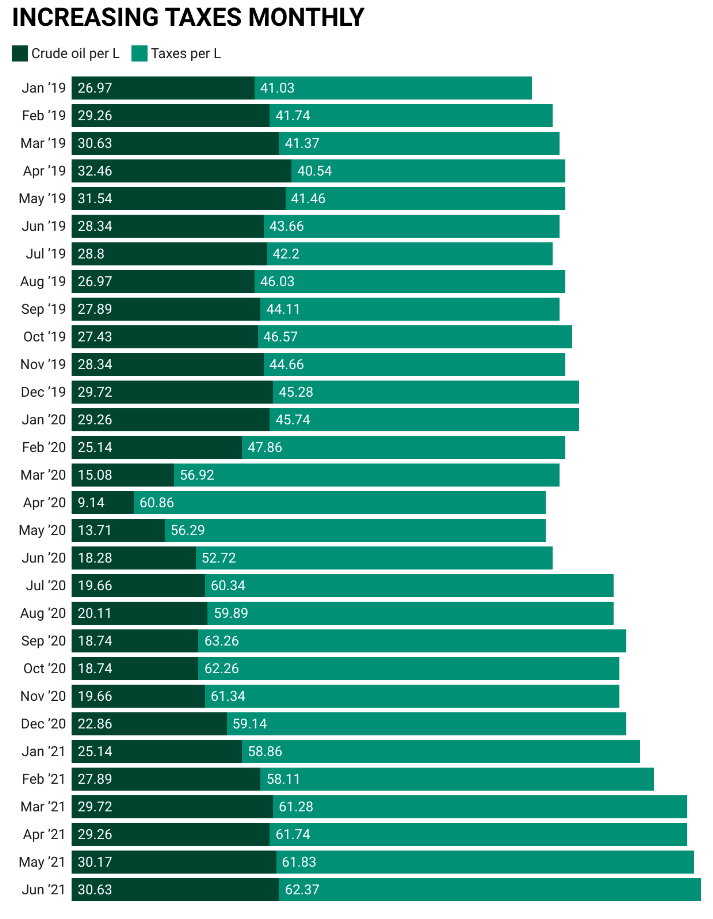 INCREASING TAXES MONTHLY
Crude oil per L Taxes per L
Jan ’19 26.97 41.03
Feb ’19 29.26 41.74
Mar ’19 30.63 41.37
Apr ’19 32.46 40.54
May ’19 31.54 41.46
Jun ’19 28.34 43.66
Jul ’19 28.8 42.2
Aug ’19 26.97 46.03
Sep ’19 27.89 44.11
Oct ’19 27.43 46.57
Nov ’19 28.34 44.66
Dec ’19 29.72 45.28
Jan ’20 29.26 45.74
Feb ’20 25.14 47.86
Mar ’20 15.08 56.92
Apr ’20 9.14 60.86
May ’20 13.71 56.29
Jun ’20 18.28 52.72
Jul ’20 19.66 60.34
Aug ’20 20.11 59.89
Sep ’20 18.74 63.26
Oct ’20 18.74 62.26
Nov ’20 19.66 61.34
Dec ’20 22.86 59.14
Jan ’21 25.14 58.86
Feb ’21 27.89 58.11
Mar ’21 29.72 61.28
Apr ’21 29.26 61.74
May ’21 30.17 61.83
Jun ’21 30.63 62.37